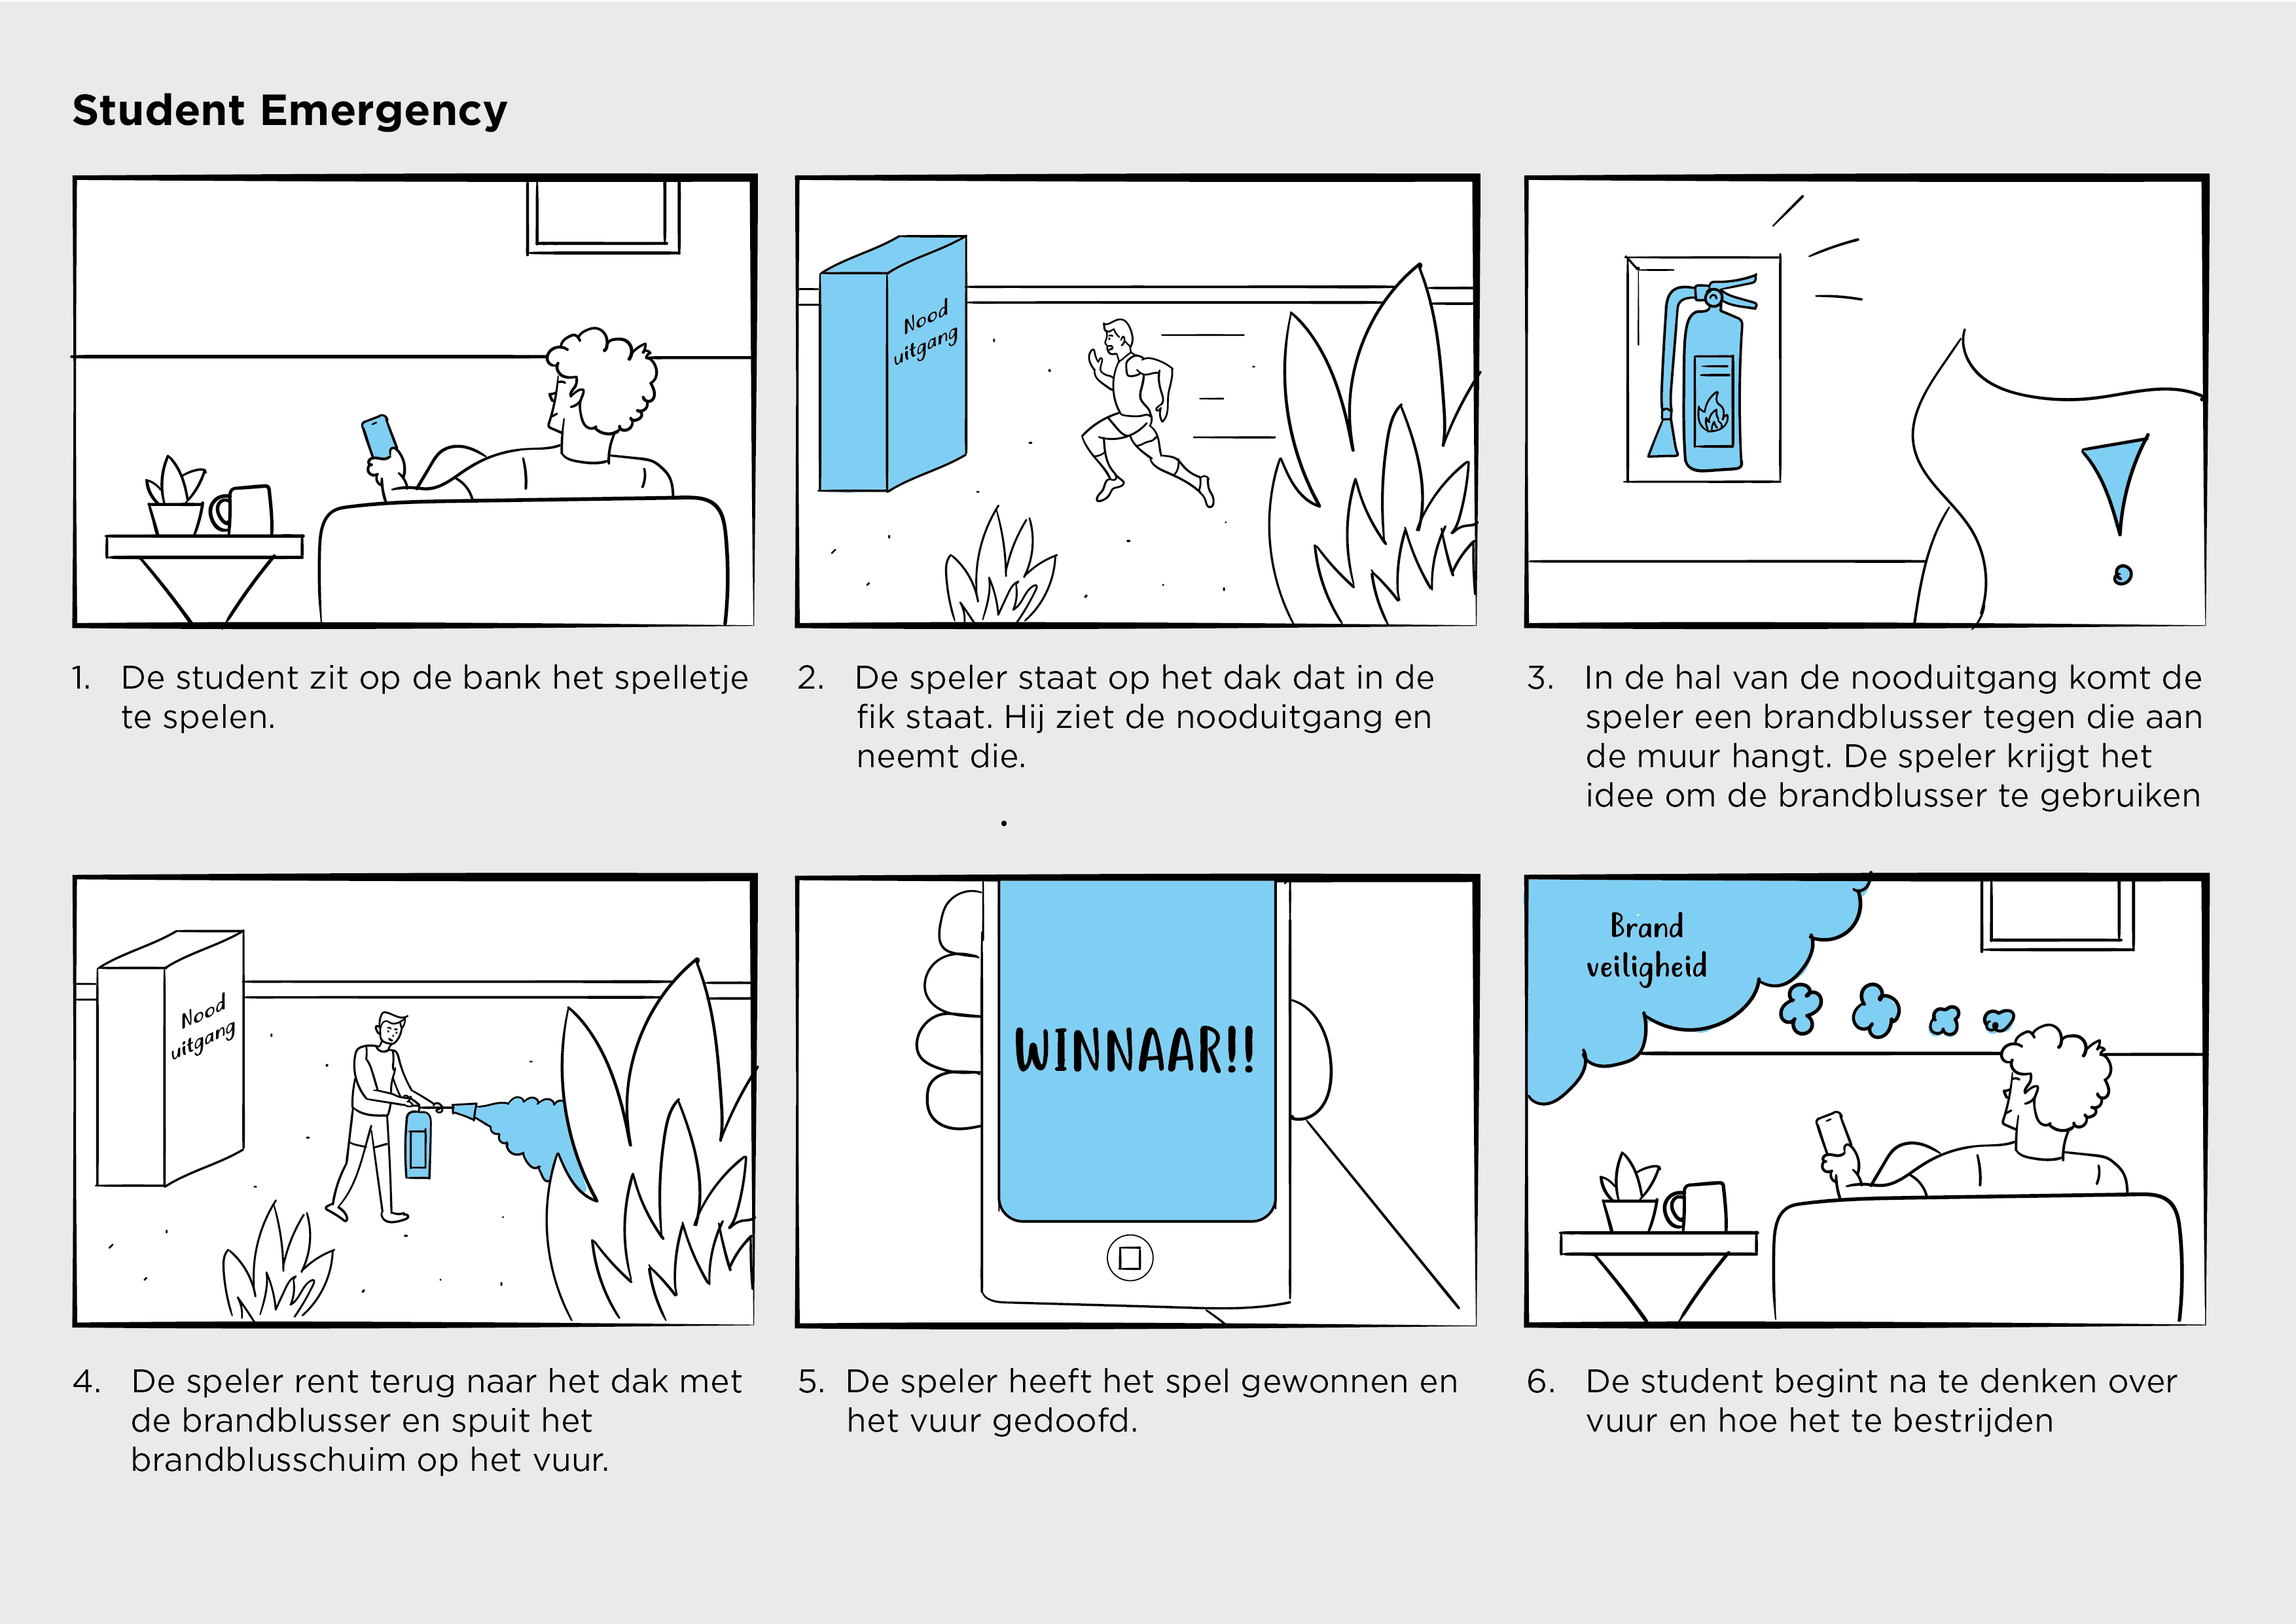 Student Emergency
Nood
uitgang
1. De student zit op de bank het spelletje
te spelen.
2. De speler staat op het dak dat in de
fik staat. Hij ziet de nooduitgang en
neemt die.
.
3. In de hal van de nooduitgang komt de
speler een brandblusser tegen die aan
de muur hangt. De speler krijgt het
idee om de brandblusser te gebruiken
Nood
uitgang
WINNAAR!!
Brand
veiligheid
4. De speler rent terug naar het dak met
de brandblusser en spuit het
brandblusschuim op het vuur.
5. De speler heeft het spel gewonnen en
het vuur gedoofd.
6. De student begint na te denken over
vuur en hoe het te bestrijden